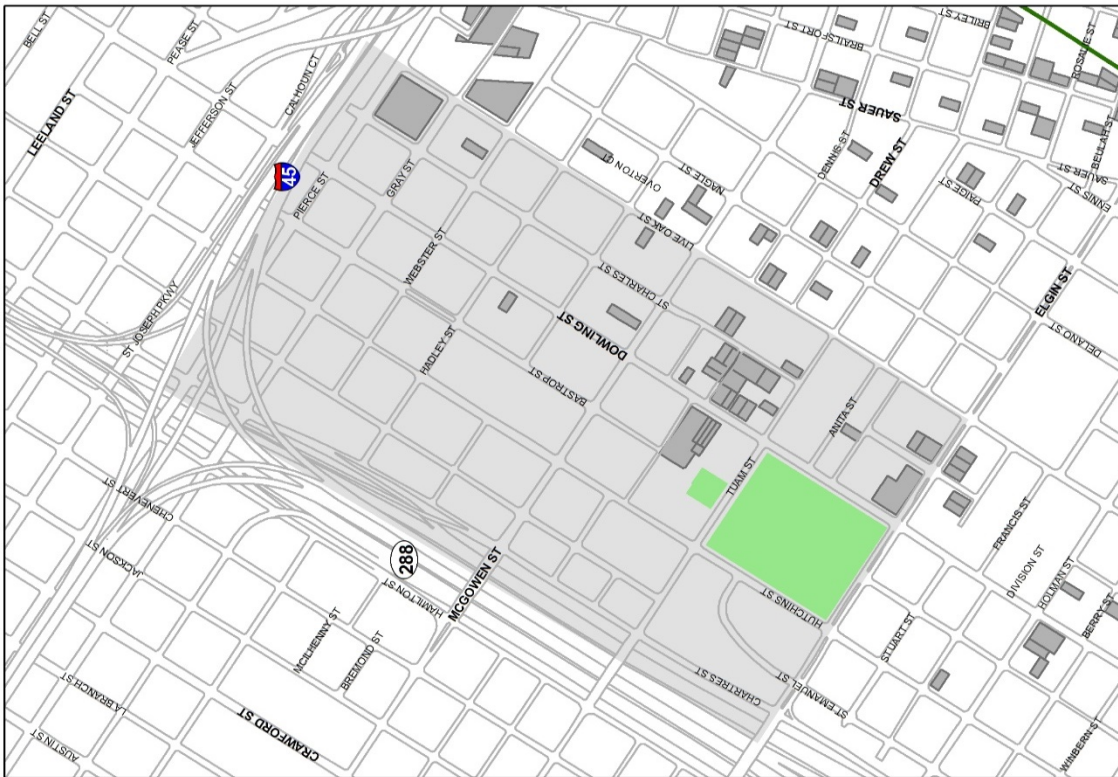 BELL ST
PEASE ST
LEELAND ST
JEFFERSON ST
CALHOUN CT
45
PIERCE ST
GRAY ST
WEBSTER ST
ST JOSEPH PKWY
HADLEY ST
CHENEVERT ST
JACKSON ST
288
HAMILTON ST
MCGOWEN ST
MCILHENNY ST
BREMOND ST
LA BRANCH ST
CRAWFORD ST
AUSTIN ST
BRILEY ST
BRAILSFORT ST
ROSALIE ST
SAUER ST
DENNIS ST
DREW ST
BEULAH ST
SAUER ST
ENNIS ST
PAIGE ST
OVERTON CT
NAGLE ST
LIVE OAK ST
ST CHARLES ST
DOWLING ST
BASTROP ST
ELGIN ST
DELANO ST
ANITA ST
TUAM ST
HUTCHINS ST
CHARTRES ST
ST EMANUEL ST
STUART ST
FRANCIS ST
DIVISION ST
HOLMAN ST
BERRY ST
WINBERN ST